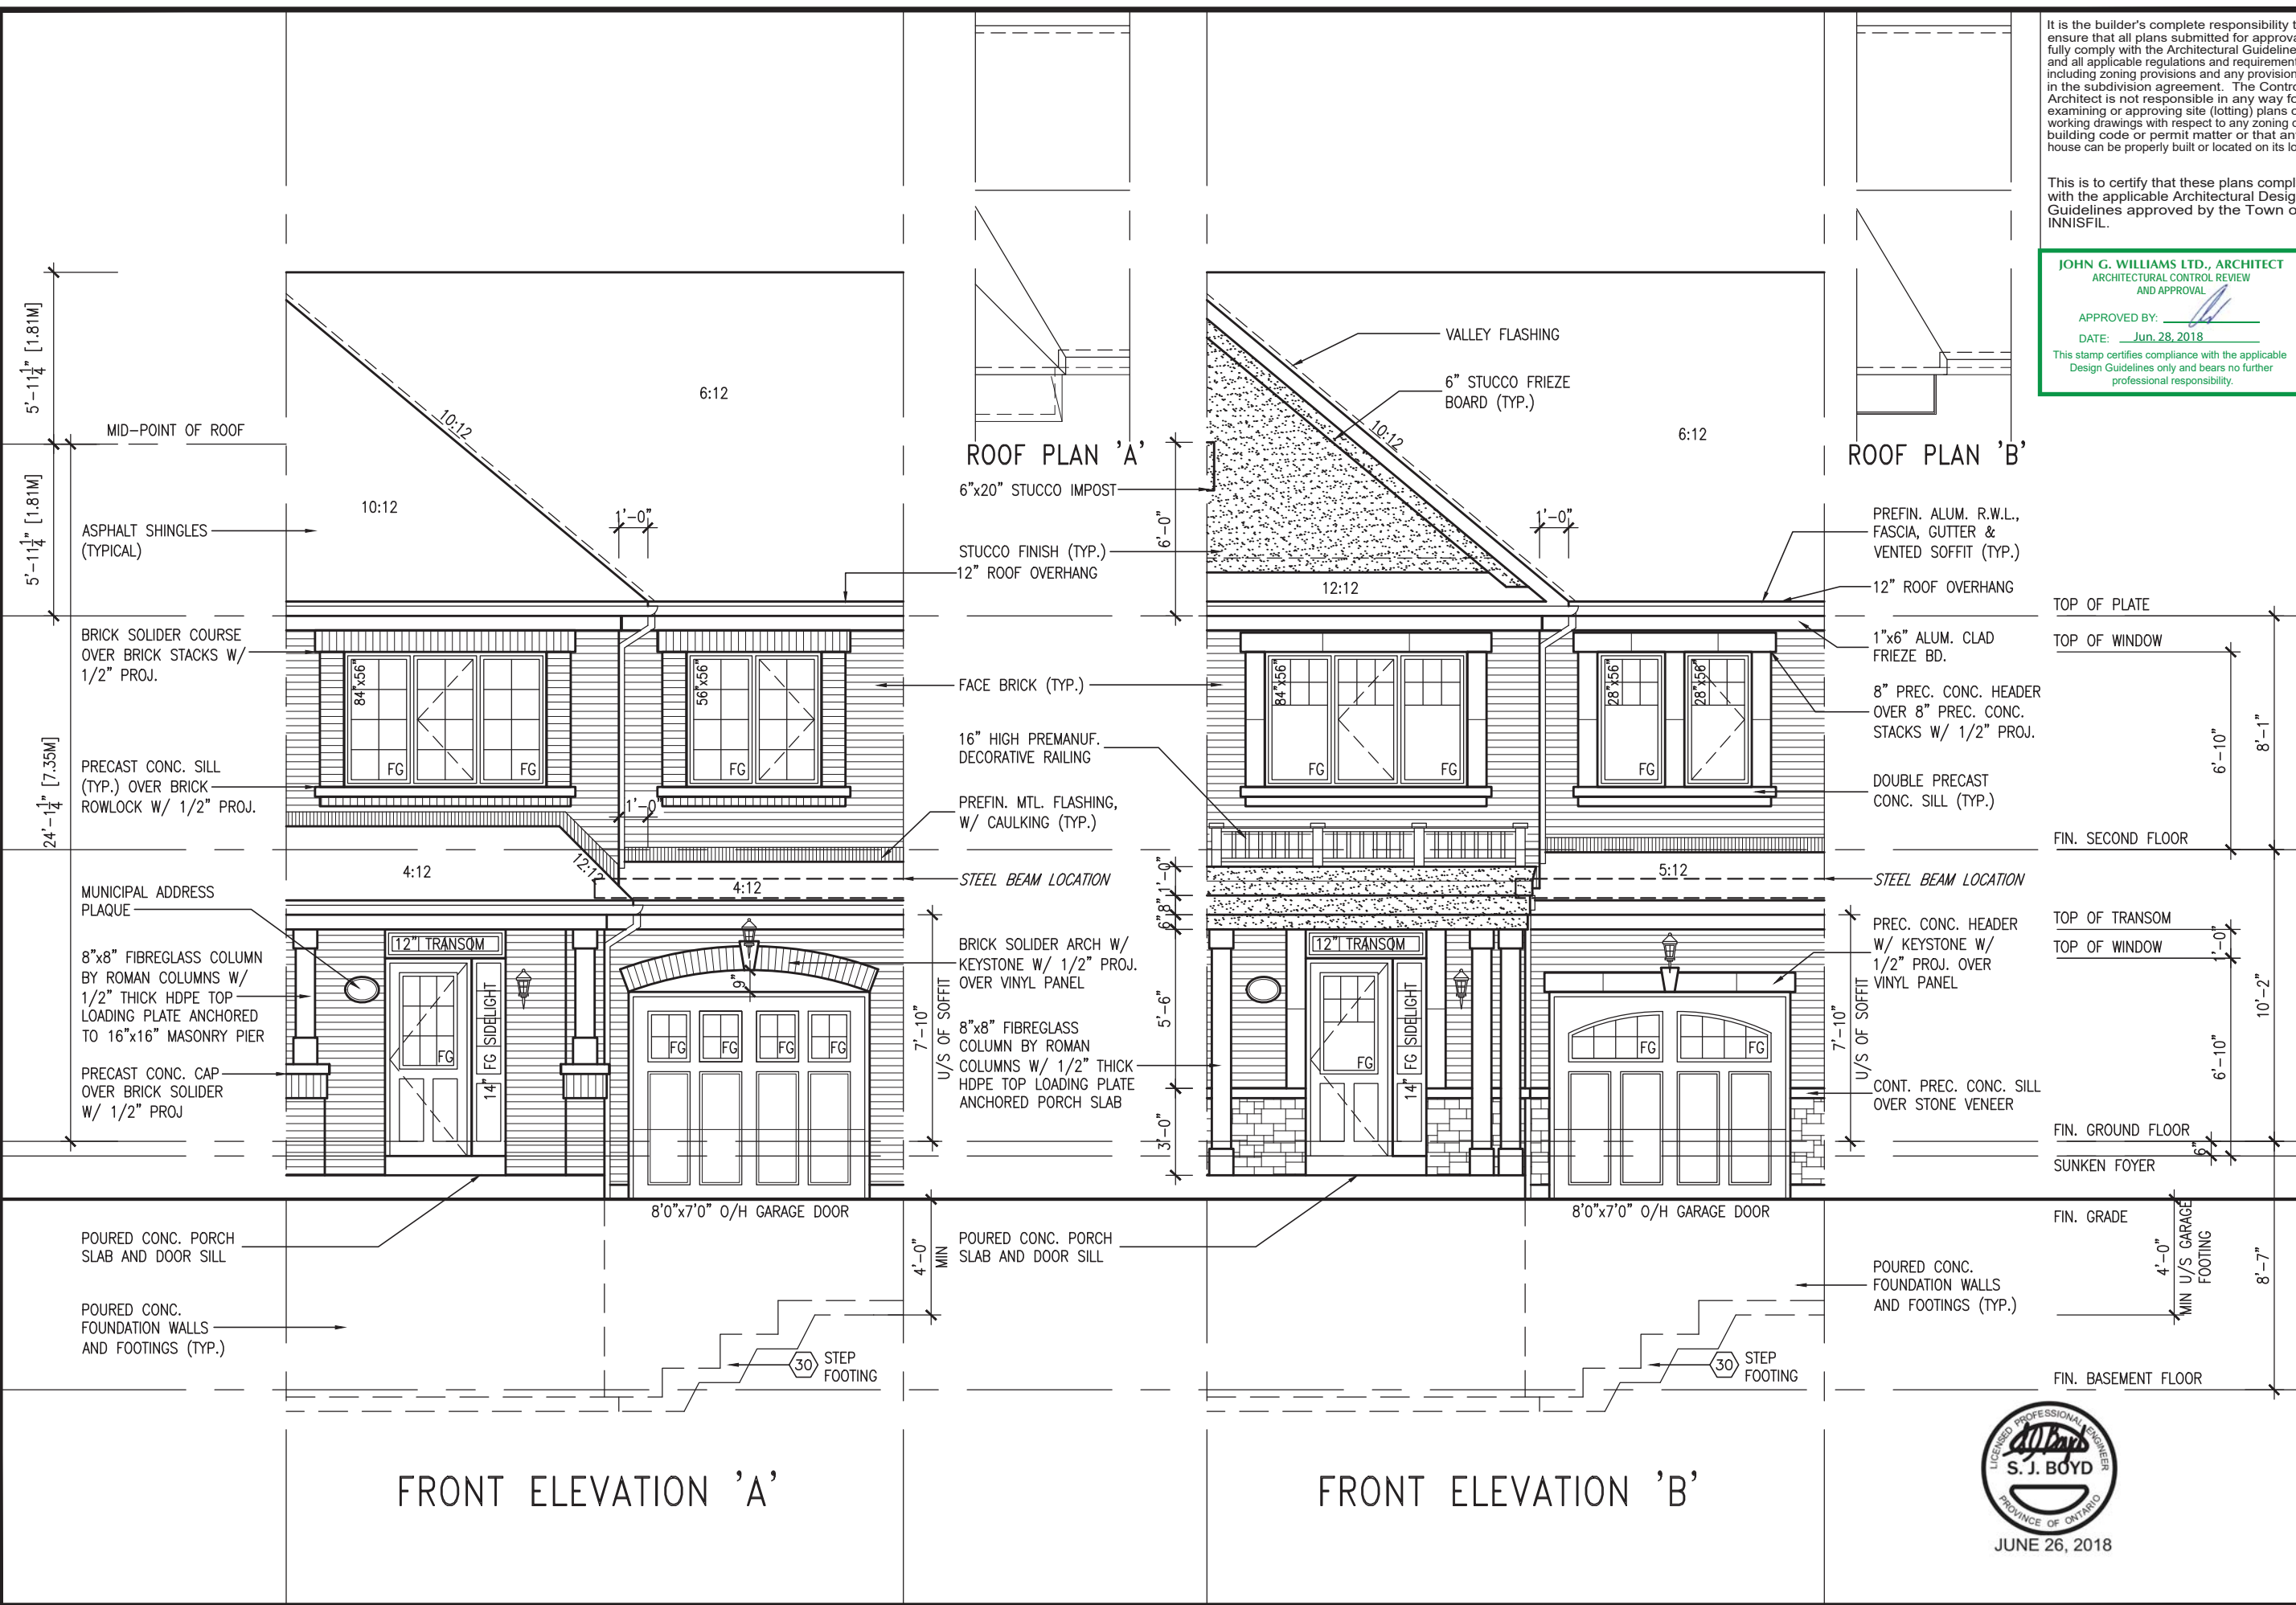 It is the builder's complete responsibility
ensure that all plans submitted for
fully comply with the Architectural
and all applicable regulations and
including zoning provisions and any
in the subdivision agreement. The
Architect is not responsible in any way
examining or approving site (lotting) plans
working drawings with respect to any zoning
building code or permit matter or that
house can be properly built or located on its
This is to certify that these plans
with the applicable Architectural
Guidelines approved by the Town
INNISFIL.
JOHN G. WILLIAMS LTD., ARCHITECT
ARCHITECTURAL CONTROL REVIEW
AND APPROVAL
APPROVED BY:
DATE: Jun. 28, 2018
This stamp certifies compliance with the applicable
Design Guidelines only and bears no further
professional responsibility.
5'-11 1/4" [1.81M]
MID-POINT OF ROOF
5'-11 1/4" [1.81M]
24'-1 1/4" [7.35M]
ASPHALT SHINGLES
(TYPICAL)
BRICK SOLIDER COURSE
OVER BRICK STACKS W/
1/2" PROJ.
PRECAST CONC. SILL
(TYP.) OVER BRICK
ROWLOCK W/ 1/2" PROJ.
MUNICIPAL ADDRESS
PLAQUE
8"x8" FIBREGLASS COLUMN
BY ROMAN COLUMNS W/
1/2" THICK HDPE TOP
LOADING PLATE ANCHORED
TO 16"x16" MASONRY PIER
PRECAST CONC. CAP
OVER BRICK SOLIDER
W/ 1/2" PROJ
POURED CONC. PORCH
SLAB AND DOOR SILL
POURED CONC.
FOUNDATION WALLS
AND FOOTINGS (TYP.)
10:12
6:12
10:12
1'-0"
84"x56"
FG
FG
56"x56"
FG
1'-0"
4:12
12:12
4:12
12" TRANSOM
FG
14" FG SIDELIGHT
9"
FG
FG
FG
FG
8'0"x7'0" O/H GARAGE DOOR
7'-10"
U/S OF SOFFIT
4'-0"
MIN
30
STEP
FOOTING
FRONT ELEVATION 'A'
ROOF PLAN 'A'
6"x20" STUCCO IMPOST
STUCCO FINISH (TYP.)
12" ROOF OVERHANG
FACE BRICK (TYP.)
16" HIGH PREMANUF.
DECORATIVE RAILING
PREFIN. MTL. FLASHING,
W/ CAULKING (TYP.)
STEEL BEAM LOCATION
BRICK SOLIDER ARCH W/
KEYSTONE W/ 1/2" PROJ.
OVER VINYL PANEL
8"x8" FIBREGLASS
COLUMN BY ROMAN
COLUMNS W/ 1/2" THICK
HDPE TOP LOADING PLATE
ANCHORED PORCH SLAB
POURED CONC. PORCH
SLAB AND DOOR SILL
6'-0"
1'-0"
8"
6"
5'-6"
3'-0"
VALLEY FLASHING
6" STUCCO FRIEZE
BOARD (TYP.)
10:12
6:12
12:12
1'-0"
84"x56"
FG
FG
28"x56"
28"x56"
FG
5:12
12" TRANSOM
FG
14" FG SIDELIGHT
FG
FG
8'0"x7'0" O/H GARAGE DOOR
7'-10"
U/S OF SOFFIT
30
STEP
FOOTING
FRONT ELEVATION 'B'
ROOF PLAN 'B'
PREFIN. ALUM. R.W.L.,
FASCIA, GUTTER &
VENTED SOFFIT (TYP.)
12" ROOF OVERHANG
1"x6" ALUM. CLAD
FRIEZE BD.
8" PREC. CONC. HEADER
OVER 8" PREC. CONC.
STACKS W/ 1/2" PROJ.
DOUBLE PRECAST
CONC. SILL (TYP.)
STEEL BEAM LOCATION
PREC. CONC. HEADER
W/ KEYSTONE W/
1/2" PROJ. OVER
VINYL PANEL
CONT. PREC. CONC. SILL
OVER STONE VENEER
POURED CONC.
FOUNDATION WALLS
AND FOOTINGS (TYP.)
TOP OF PLATE
TOP OF WINDOW
6'-10"
8'-1"
FIN. SECOND FLOOR
TOP OF TRANSOM
TOP OF WINDOW
1'-0"
6'-10"
10'-2"
FIN. GROUND FLOOR
6"
SUNKEN FOYER
FIN. GRADE
4'-0"
MIN U/S GARAGE
FOOTING
8'-7"
FIN. BASEMENT FLOOR
LICENSED PROFESSIONAL ENGINEER
S. J. BOYD
PROVINCE OF ONTARIO
JUNE 26, 2018